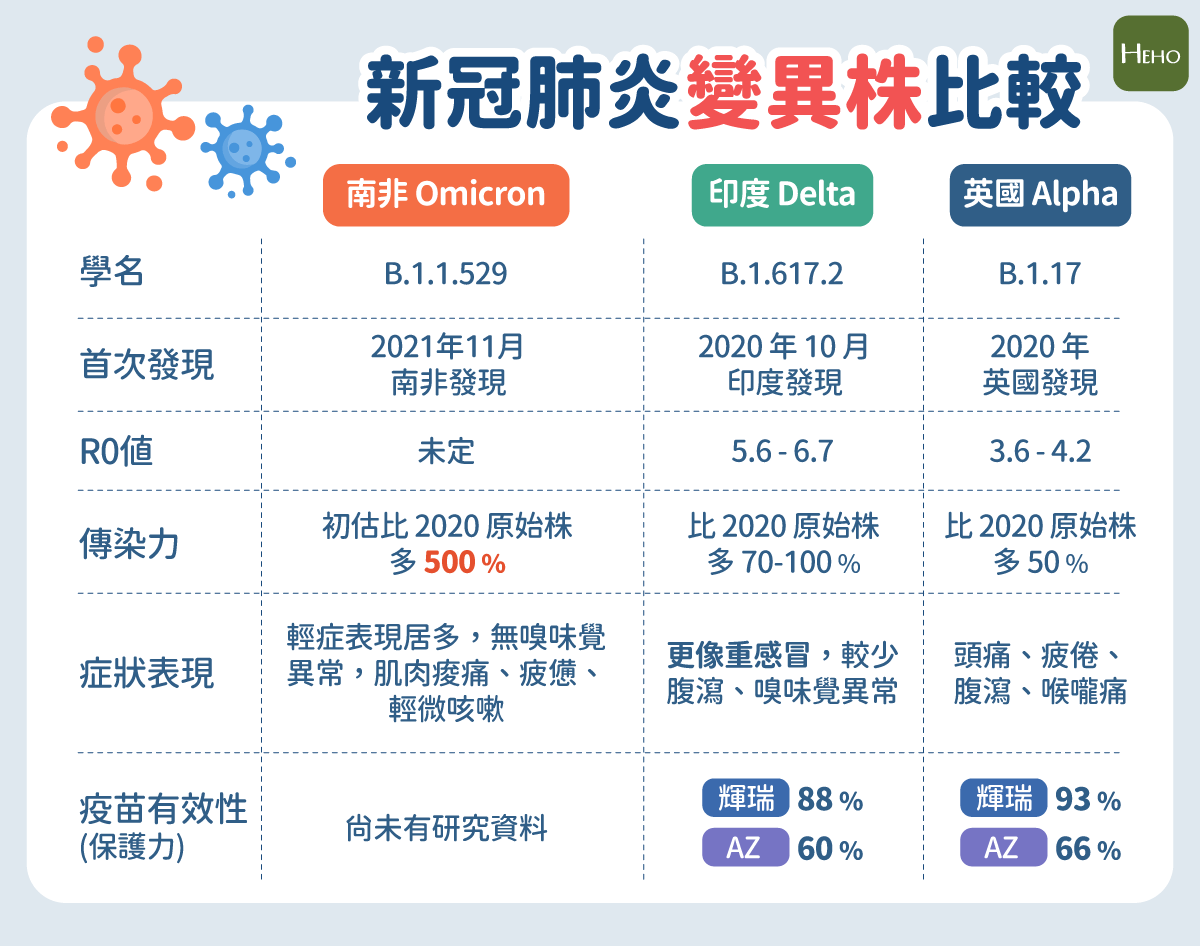 新冠肺炎變異株比較
HEHO
南非 Omicron
印度 Delta
英國 Alpha
學名
B.1.1.529
B.1.617.2
B.1.17
首次發現
2021年11月
南非發現
2020 年 10 月
印度發現
2020 年
英國發現
R0值
未定
5.6 - 6.7
3.6 - 4.2
傳染力
初估比 2020 原始株
多 500 %
比 2020 原始株
多 70-100 %
比 2020 原始株
多 50 %
症狀表現
輕症表現居多，無嗅味覺
異常，肌肉痠痛、疲憊、
輕微咳嗽
更像重感冒，較少
腹瀉、嗅味覺異常
頭痛、疲倦、
腹瀉、喉嚨痛
疫苗有效性
(保護力)
尚未有研究資料
輝瑞 88 %
AZ 60 %
輝瑞 93 %
AZ 66 %